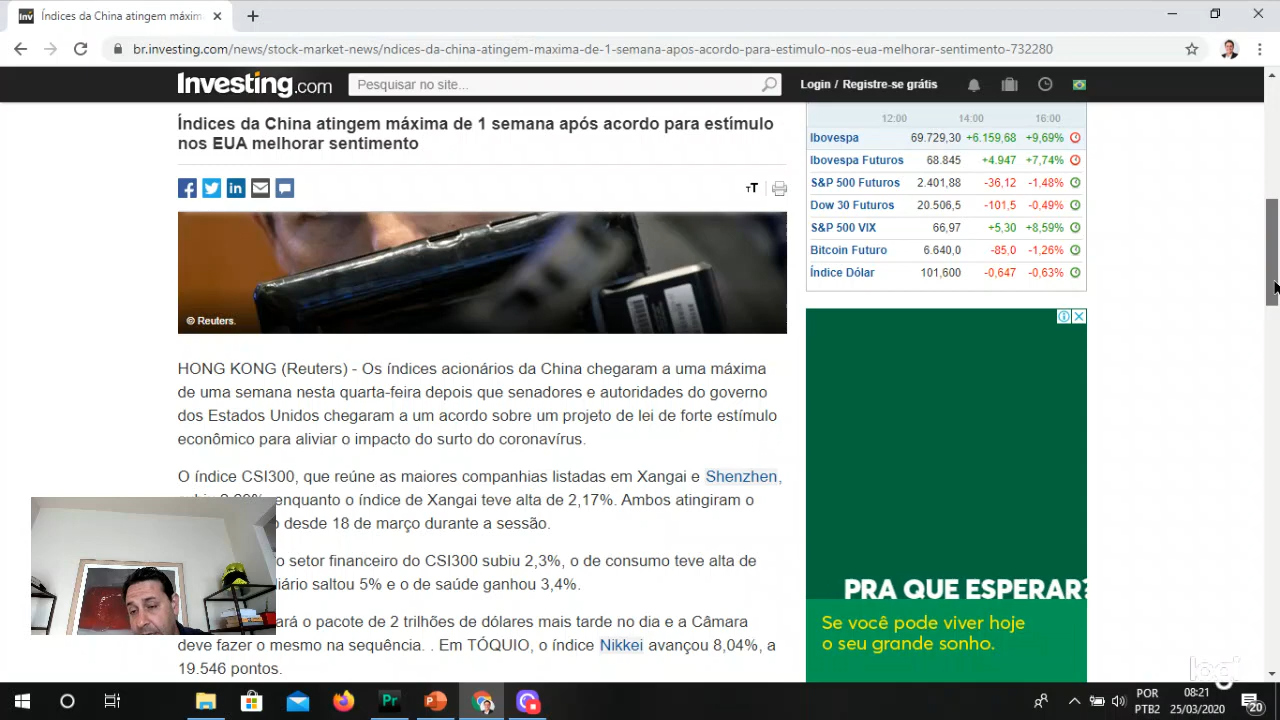 Índices da China atingem máxim
br.investing.com/news/stock-market-news/ndices-da-china-atingem-maxima-de-1-semana-apos-acordo-para-estimulo-nos-eua-melhorar-sentimento-732280
Investing.com
Pesquisar no site...
Login / Registre-se grátis
Índices da China atingem máxima de 1 semana após acordo para estímulo
nos EUA melhorar sentimento
TT
© Reuters.
HONG KONG (Reuters) - Os índices acionários da China chegaram a uma máxima
de uma semana nesta quarta-feira depois que senadores e autoridades do governo
dos Estados Unidos chegaram a um acordo sobre um projeto de lei de forte estímulo
econômico para aliviar o impacto do surto do coronavírus.
O índice CSI300, que reúne as maiores companhias listadas em Xangai e Shenzhen,
enquanto o índice de Xangai teve alta de 2,17%. Ambos atingiram o
desde 18 de março durante a sessão.
o setor financeiro do CSI300 subiu 2,3%, o de consumo teve alta de
iário saltou 5% e o de saúde ganhou 3,4%.
ará o pacote de 2 trilhões de dólares mais tarde no dia e a Câmara
deve fazer o mesmo na sequência. . Em TÓQUIO, o índice Nikkei avançou 8,04%, a
19.546 pontos.
12:00 14:00 16:00
Ibovespa 69.729,30 +6.159,68 +9,69%
Ibovespa Futuros 68.845 +4.947 +7,74%
S&P 500 Futuros 2.401,88 -36,12 -1,48%
Dow 30 Futuros 20.506,5 -101,5 -0,49%
S&P 500 VIX 66,97 +5,30 +8,59%
Bitcoin Futuro 6.640,0 -85,0 -1,26%
Índice Dólar 101,600 -0,647 -0,63%
PRA QUE ESPERAR?
Se você pode viver hoje
o seu grande sonho.
logi
Pr
POR
PTB2
08:21
25/03/2020
20